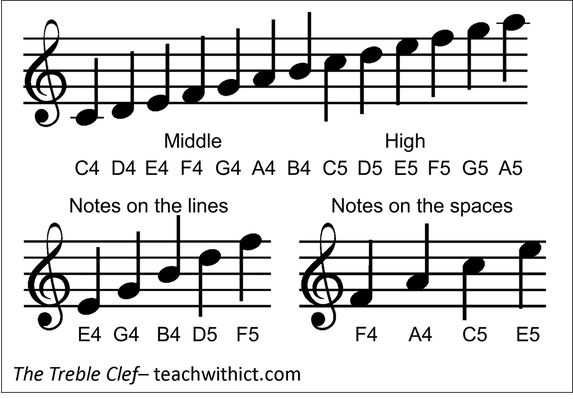 Middle High
C4 D4 E4 F4 G4 A4 B4 C5 D5 E5 F5 G5 A5
Notes on the lines
E4 G4 B4 D5 F5
Notes on the spaces
F4 A4 C5 E5
The Treble Clef– teachwithict.com